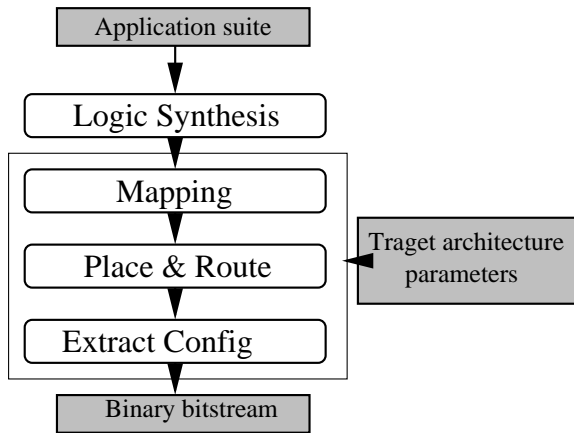 Application suite
Logic Synthesis
Mapping
Traget architecture
parameters
Place & Route
Extract Config
Binary bitstream